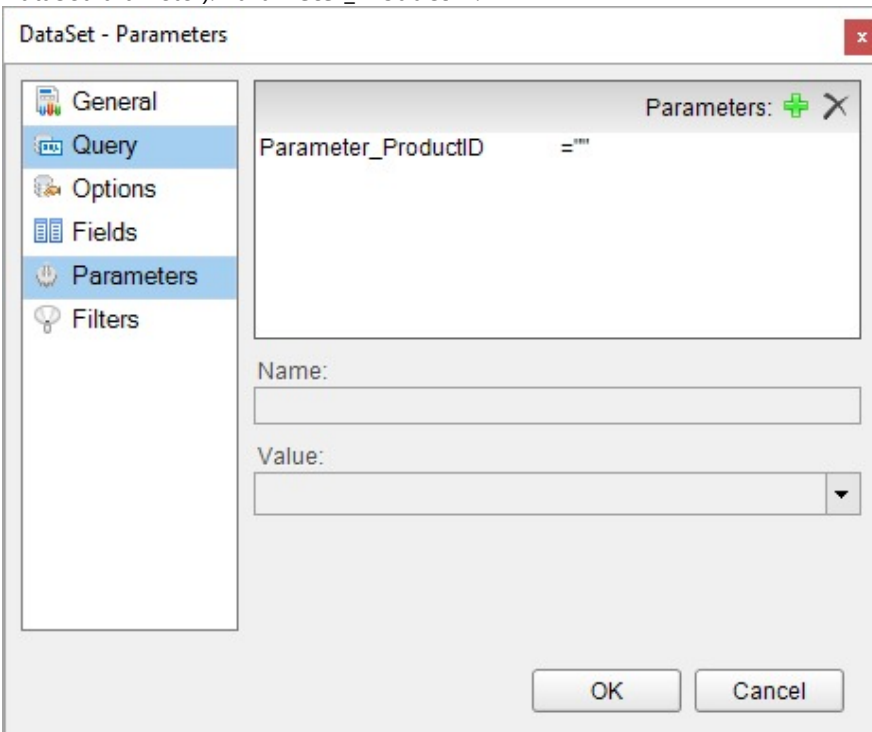 DataSet - Parameters
x
General
Query
Options
Fields
Parameters
Filters
Parameters:
Parameter_ProductID =""
Name:
Value:
OK
Cancel